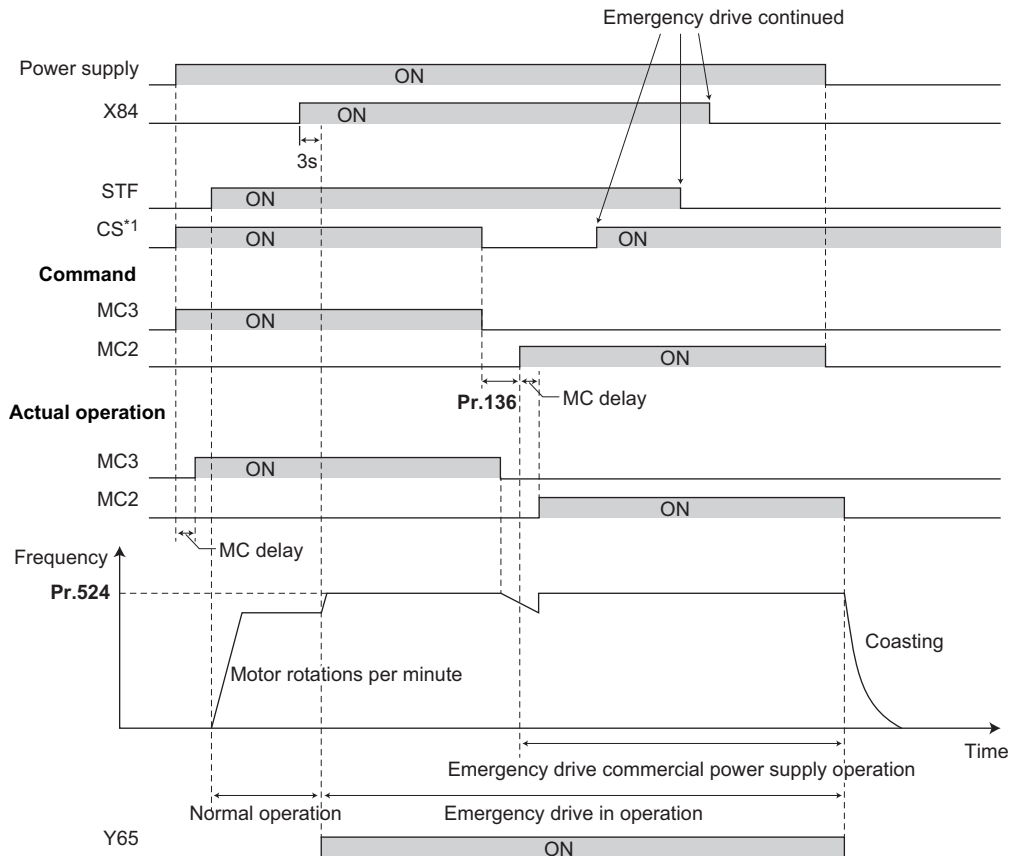 Emergency drive continued
Power supply
ON
X84
ON
3s
STF
ON
CS*1
ON
ON
Command
MC3
ON
MC2
ON
Pr.136
MC delay
Actual operation
MC3
ON
MC2
ON
MC delay
Frequency
Pr.524
Coasting
Motor rotations per minute
Time
Emergency drive commercial power supply operation
Normal operation
Emergency drive in operation
Y65
ON